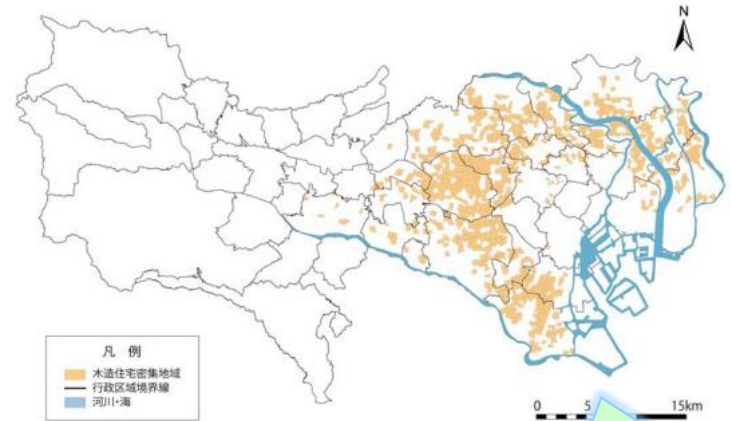 N
凡 例
木造住宅密集地域
行政区域境界線
河川・海
0 5 15km